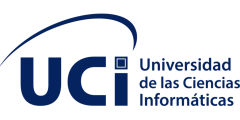 UCi
Universidad
de las Ciencias
Informáticas